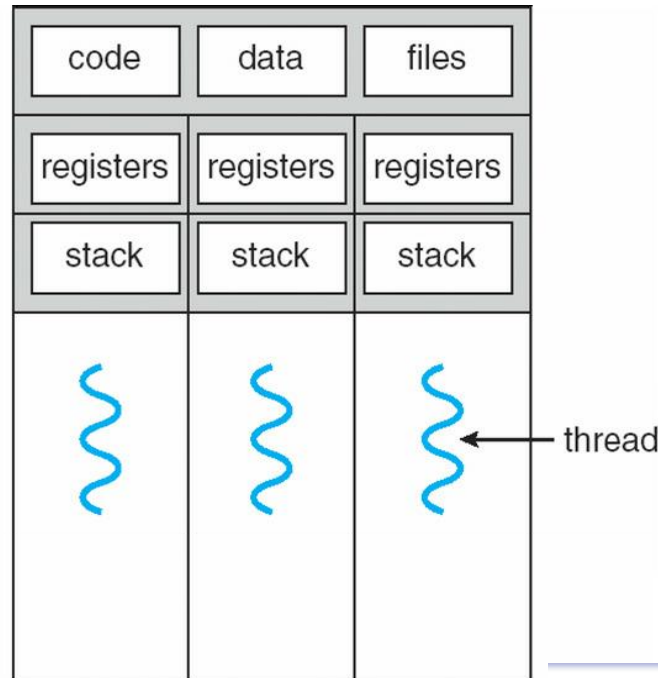 code data files
registers registers registers
stack stack stack
thread